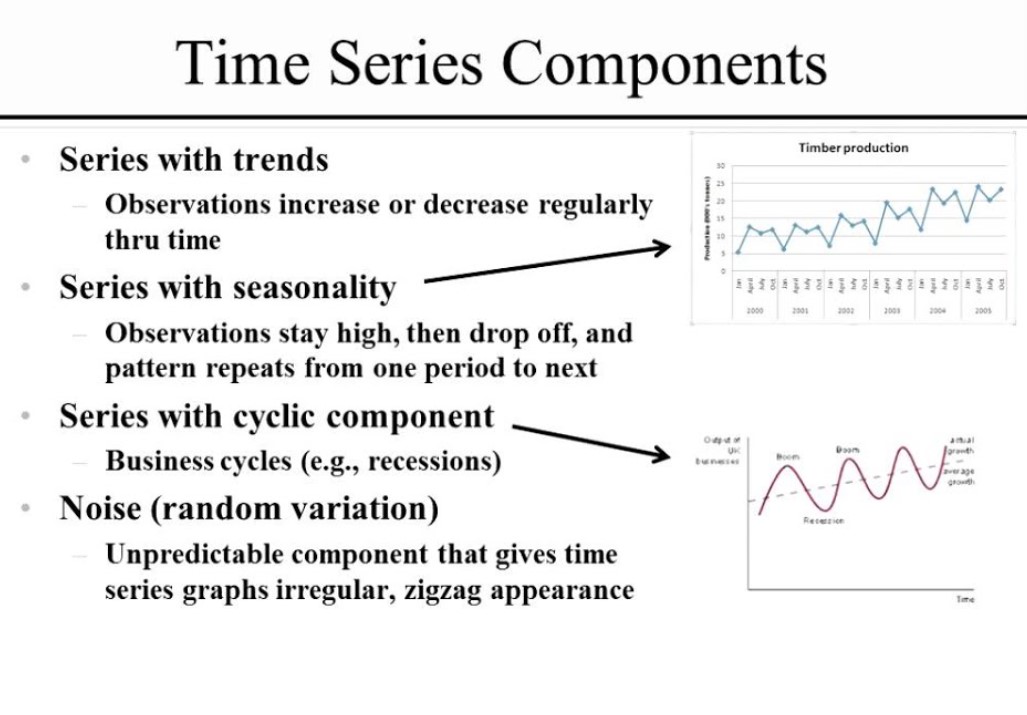 Time Series Components
• Series with trends
– Observations increase or decrease regularly
thru time
• Series with seasonality
– Observations stay high, then drop off, and
pattern repeats from one period to next
• Series with cyclic component
– Business cycles (e.g., recessions)
• Noise (random variation)
– Unpredictable component that gives time
series graphs irregular, zigzag appearance
Timber production
30
25
20
15
10
5
0
Jan April July Oct Jan April July Oct Jan April July Oct Jan April July Oct Jan April July Oct Jan April July Oct
2000 2001 2002 2003 2004 2005
Output of
UK
businesses
Boom
Boom
Recession
actual
growth
average
growth
Time